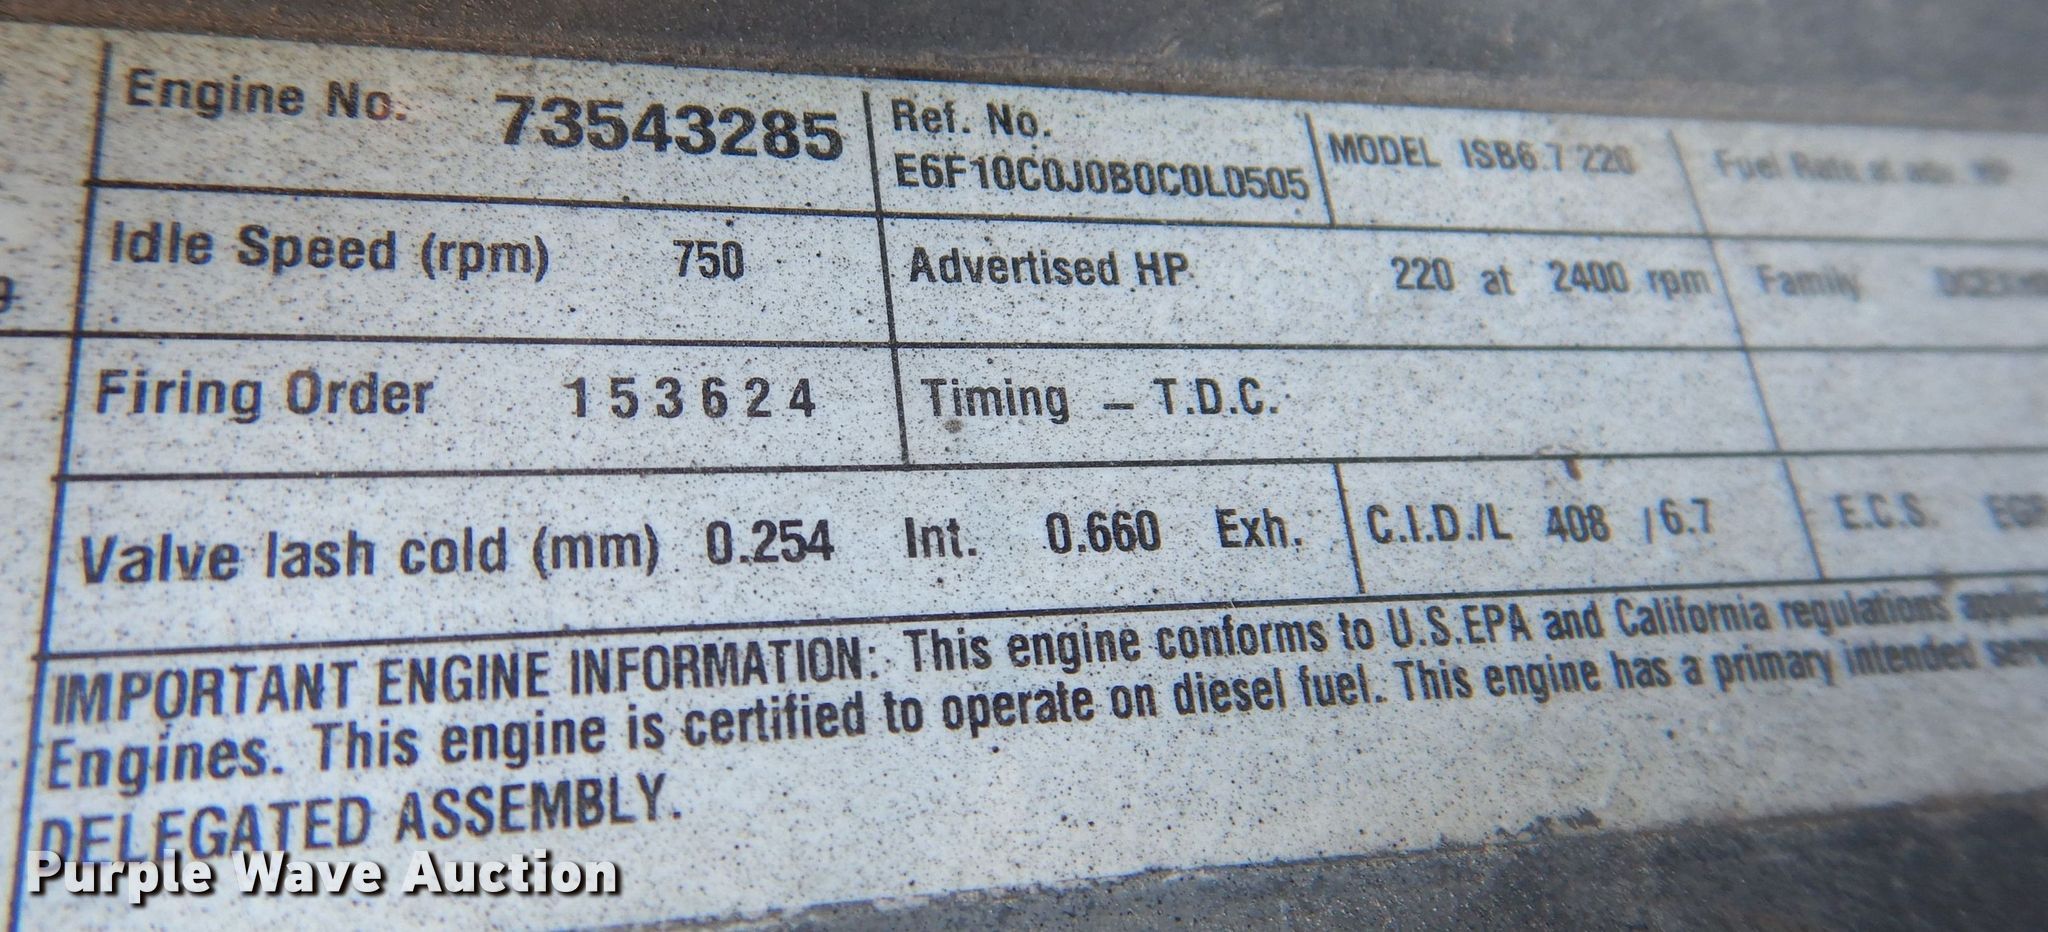 Engine No. 73543285
Ref. No.
E6F10C0J0B0C0L0505
MODEL ISB6.7 220
Fuel Rate at
Idle Speed (rpm) 750
Advertised HP 220 at 2400 rpm
Family
Firing Order 1 5 3 6 2 4
Timing – T.D.C.
Valve lash cold (mm) 0.254 Int. 0.660 Exh.
C.I.D./L 408 / 6.7
E.C.S.
IMPORTANT ENGINE INFORMATION: This engine conforms to U.S.EPA and California regulations
Engines. This engine is certified to operate on diesel fuel. This engine has a primary intended
DELEGATED ASSEMBLY.
Purple Wave Auction